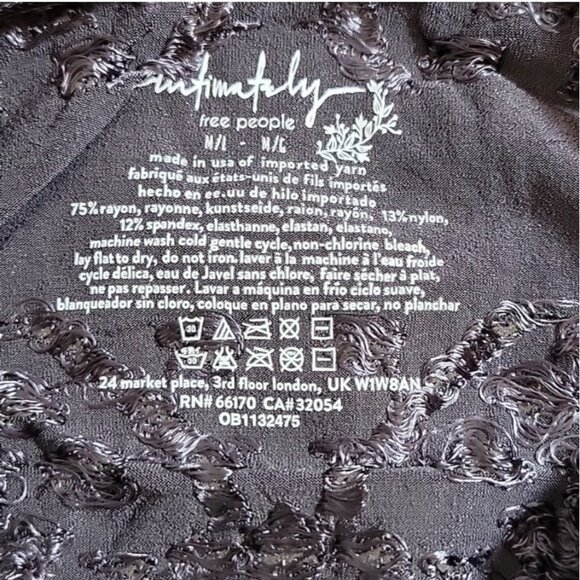 intimately
free people
M/L - M/G
made in usa of imported yarn
fabriqué aux états-unis de fils importés
hecho en ee.uu de hilo importado
75% rayon, rayonne, kunstseide, raion, rayón, 13% nylon,
12% spandex, elasthanne, elastan, elastano,
machine wash cold gentle cycle, non-chlorine bleach,
lay flat to dry, do not iron. laver à la machine à l'eau froide
cycle délica, eau de Javel sans chlore, faire sécher à plat,
ne pas repasser. Lavar a máquina en frio ciclo suave,
blanqueador sin cloro, coloque en plano para secar, no planchar
30
30
24 market place, 3rd floor london, UK W1W8AN
RN# 66170 CA#32054
OB1132475